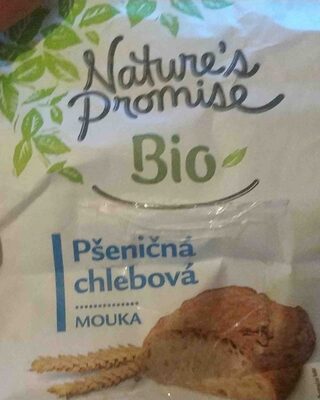 Nature's
Promise
Bio
Pšeničná
chlebová
MOUKA